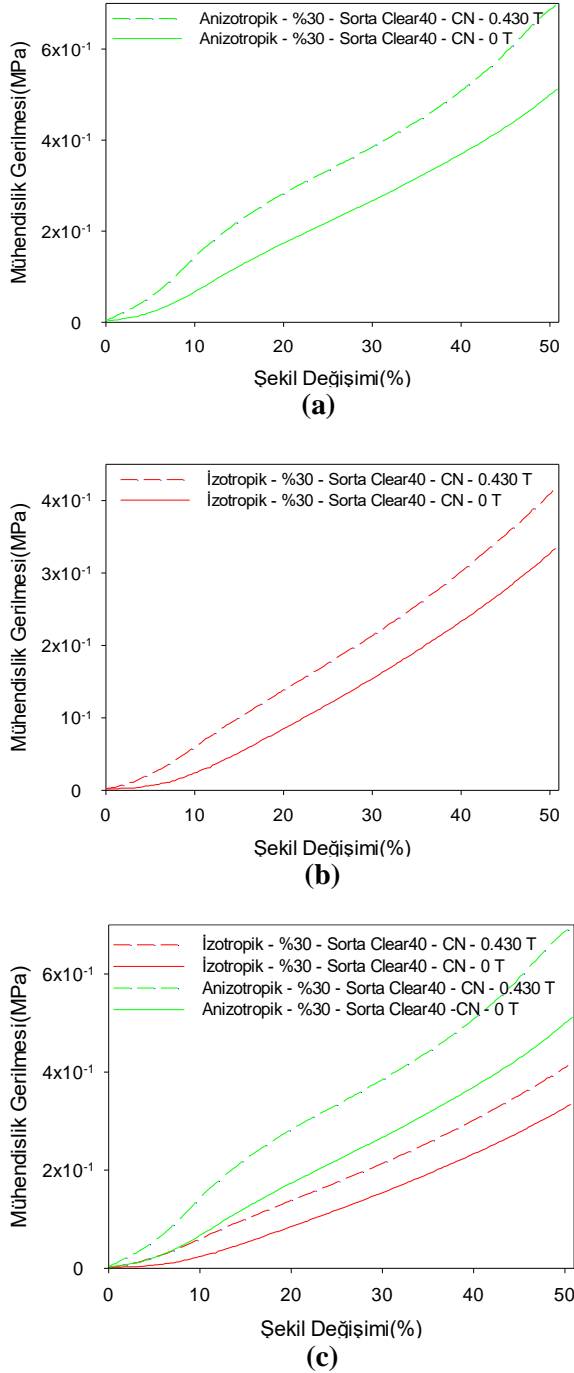 Anizotropik - %30 - Sorta Clear40 - CN - 0.430 T
Anizotropik - %30 - Sorta Clear40 - CN - 0 T
Mühendislik Gerilmesi(MPa)
6x10⁻¹
4x10⁻¹
2x10⁻¹
0
0 10 20 30 40 50
Şekil Değişimi(%)
(a)
İzotropik - %30 - Sorta Clear40 - CN - 0.430 T
İzotropik - %30 - Sorta Clear40 - CN - 0 T
Mühendislik Gerilmesi(MPa)
4x10⁻¹
3x10⁻¹
2x10⁻¹
10⁻¹
0
0 10 20 30 40 50
Şekil Değişimi(%)
(b)
İzotropik - %30 - Sorta Clear40 - CN - 0.430 T
İzotropik - %30 - Sorta Clear40 - CN - 0 T
Anizotropik - %30 - Sorta Clear40 - CN - 0.430 T
Anizotropik - %30 - Sorta Clear40 -CN - 0 T
Mühendislik Gerilmesi(MPa)
6x10⁻¹
4x10⁻¹
2x10⁻¹
0
0 10 20 30 40 50
Şekil Değişimi(%)
(c)